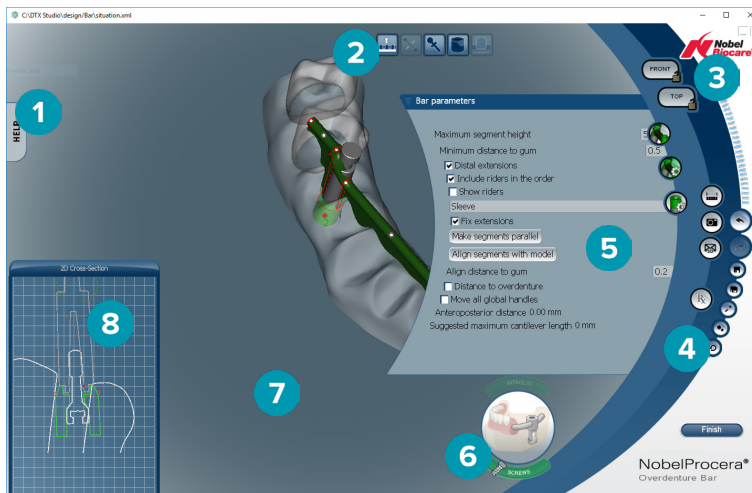 C:\DTX Studio\design/Bar\situation.xml
Nobel
Biocare
2
3
FRONT
TOP
1
HELP
Bar parameters
Maximum segment height 5
Minimum distance to gum 0.5
Distal extensions
Include riders in the order
Show riders
Sleeve
Fix extensions
Make segments parallel
5
Align segments with model
Align distance to gum 0.2
Distance to overdenture
Move all global handles
Anteroposterior distance 0.00 mm
Suggested maximum cantilever length 0 mm
2D Cross-Section
8
Rx
4
7
6
SCREWS
Finish
NobelProcera®
Overdenture Bar